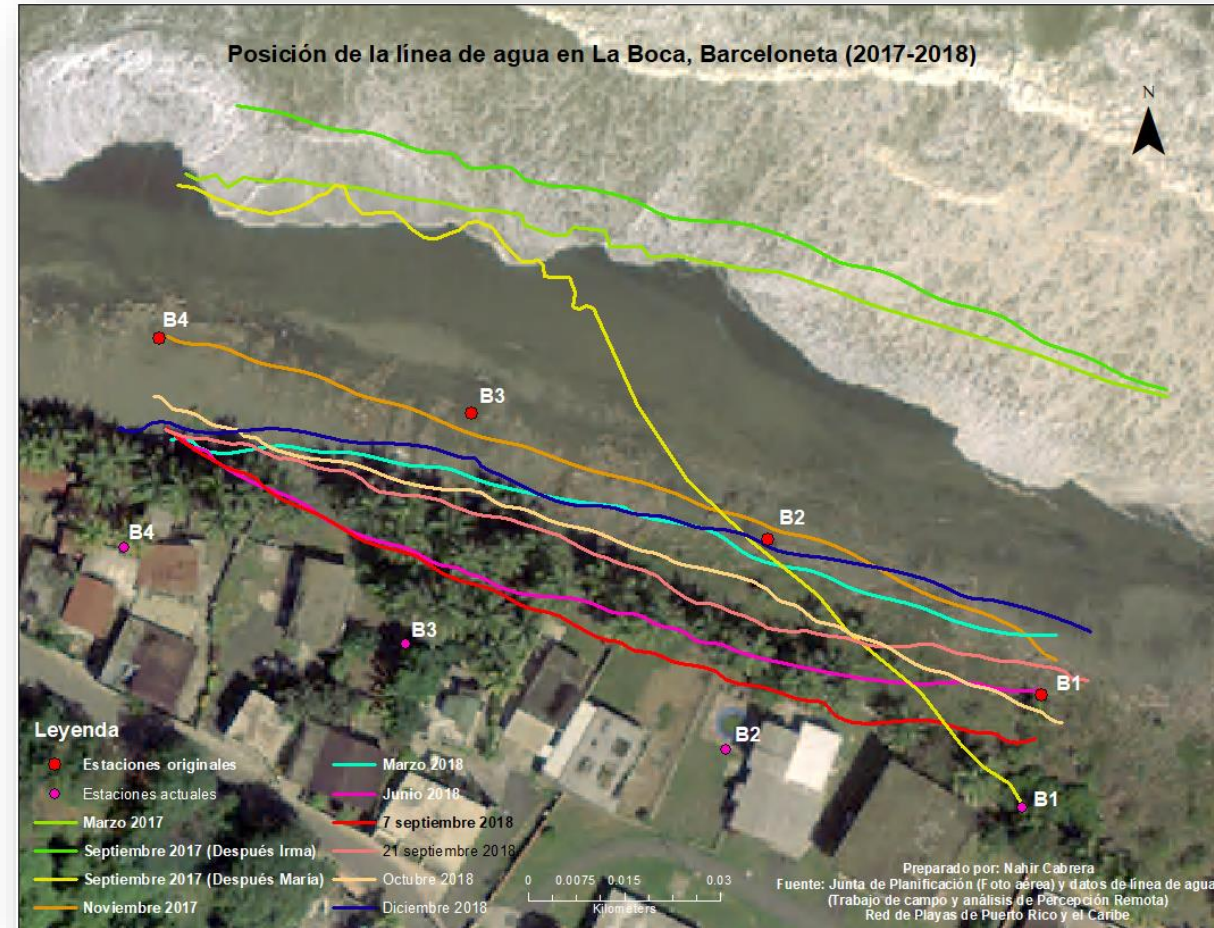 Posición de la línea de agua en La Boca, Barceloneta (2017-2018)
N
B4
B3
B2
B1
B4
B3
B2
B1
Leyenda
Estaciones originales
Estaciones actuales
Marzo 2017
Septiembre 2017 (Después Irma)
Septiembre 2017 (Después María)
Noviembre 2017
Marzo 2018
Junio 2018
7 septiembre 2018
21 septiembre 2018
Octubre 2018
Diciembre 2018
0 0.0075 0.015 0.03
Kilometers
Preparado por: Nahir Cabrera
Fuente: Junta de Planificación (Foto aérea) y datos de línea de agua
(Trabajo de campo y análisis de Percepción Remota)
Red de Playas de Puerto Rico y el Caribe